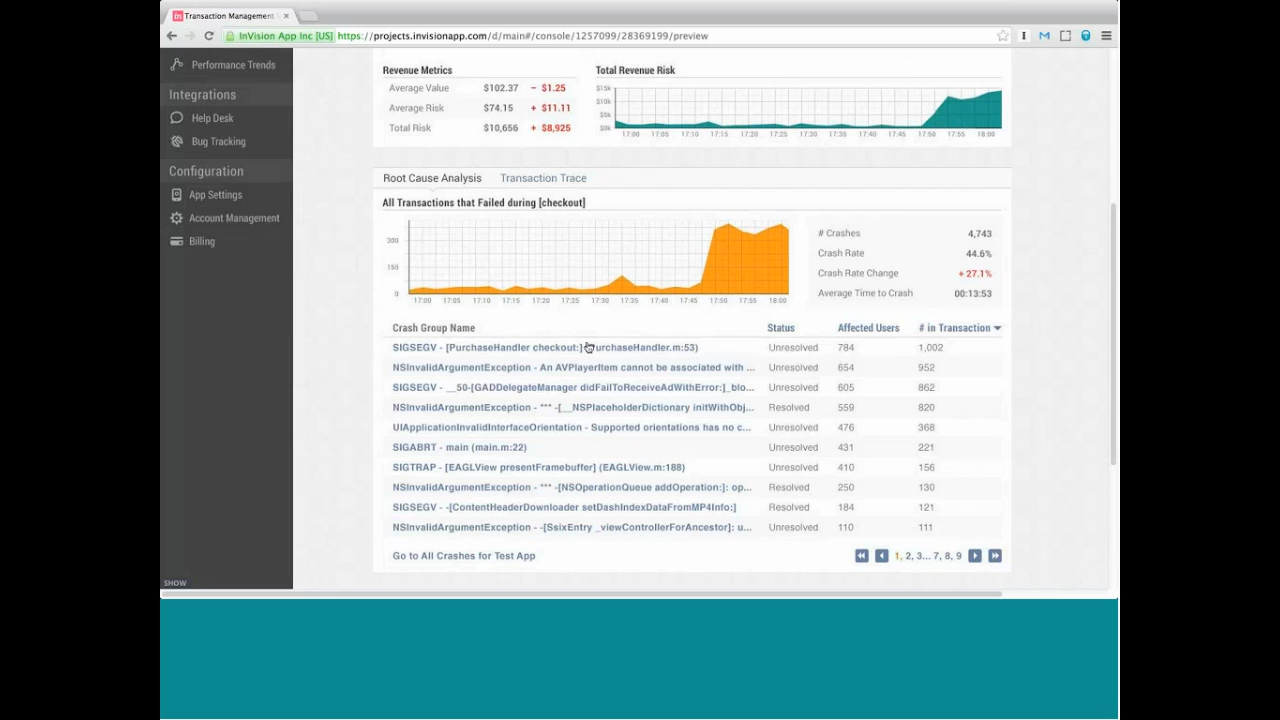 Transaction Management
InVision App Inc [US] https://projects.invisionapp.com/d/main#/console/1257099/28369199/preview
Performance Trends
Integrations
Help Desk
Bug Tracking
Configuration
App Settings
Account Management
Billing
SHOW
Revenue Metrics
Average Value $102.37 − $1.25
Average Risk $74.15 + $11.11
Total Risk $10,656 + $8,925
Total Revenue Risk
$15k
$10k
$5k
$0k
17:00 17:05 17:10 17:15 17:20 17:25 17:30 17:35 17:40 17:45 17:50 17:55 18:00
Root Cause Analysis Transaction Trace
All Transactions that Failed during [checkout]
300
150
0
17:00 17:05 17:10 17:15 17:20 17:25 17:30 17:35 17:40 17:45 17:50 17:55 18:00
# Crashes 4,743
Crash Rate 44.6%
Crash Rate Change + 27.1%
Average Time to Crash 00:13:53
Crash Group Name Status Affected Users # in Transaction
SIGSEGV - [PurchaseHandler checkout:] PurchaseHandler.m:53) Unresolved 784 1,002
NSInvalidArgumentException - An AVPlayerItem cannot be associated with ... Unresolved 654 952
SIGSEGV - __50-[GADDelegateManager didFailToReceiveAdWithError:]_blo... Unresolved 605 862
NSInvalidArgumentException - *** -[__NSPlaceholderDictionary initWithObj... Resolved 559 820
UIApplicationInvalidInterfaceOrientation - Supported orientations has no c... Unresolved 476 368
SIGABRT - main (main.m:22) Unresolved 431 221
SIGTRAP - [EAGLView presentFramebuffer] (EAGLView.m:188) Unresolved 410 156
NSInvalidArgumentException - *** -[NSOperationQueue addOperation:]: op... Resolved 250 130
SIGSEGV - -[ContentHeaderDownloader setDashIndexDataFromMP4Info:] Resolved 184 121
NSInvalidArgumentException - -[SsixEntry _viewControllerForAncestor]: u... Unresolved 110 111
Go to All Crashes for Test App 1, 2, 3... 7, 8, 9